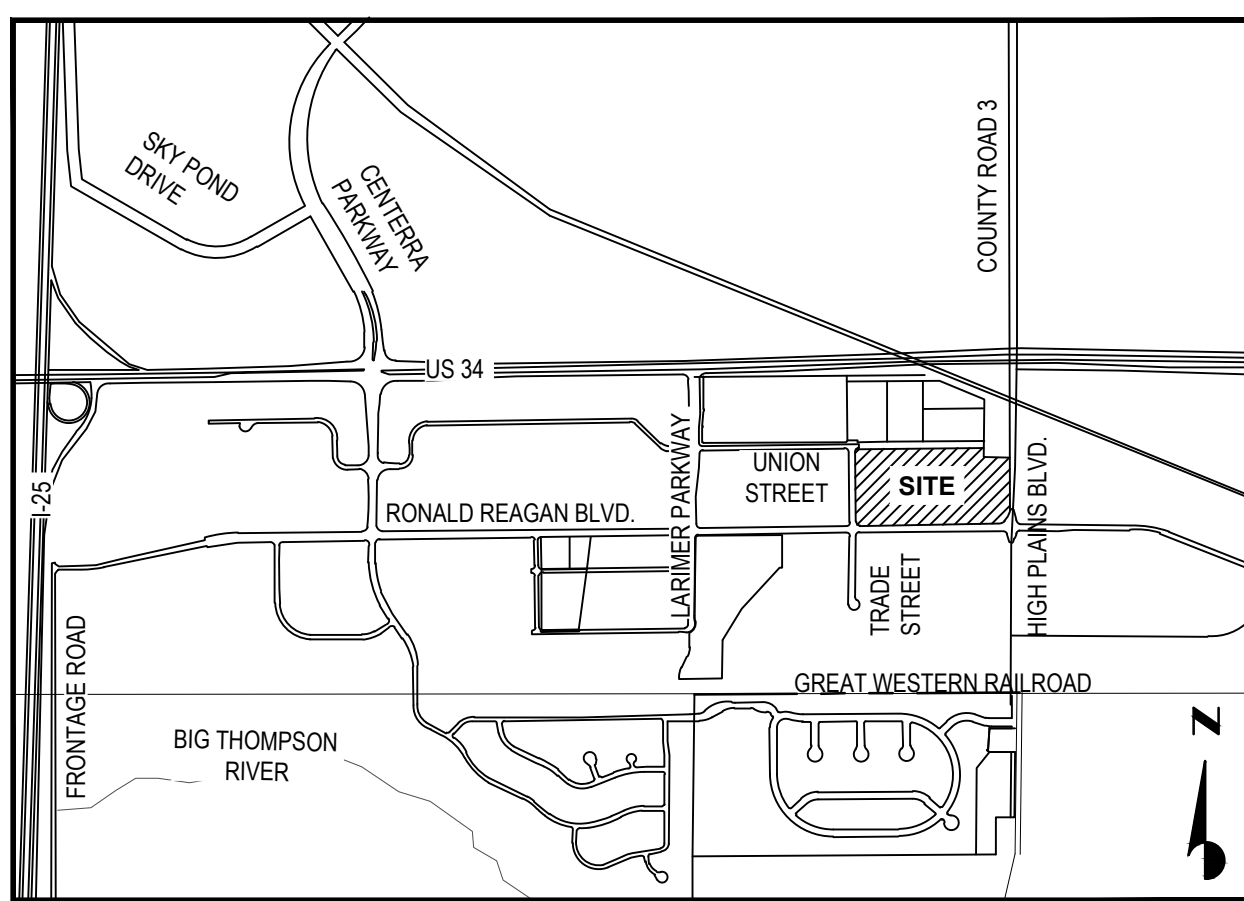 SKY POND
DRIVE
CENTERRA
PARKWAY
COUNTY ROAD 3
US 34
I-25
LARIMER PARKWAY
UNION
STREET
SITE
HIGH PLAINS BLVD.
RONALD REAGAN BLVD.
TRADE
STREET
FRONTAGE ROAD
GREAT WESTERN RAILROAD
BIG THOMPSON
RIVER
N